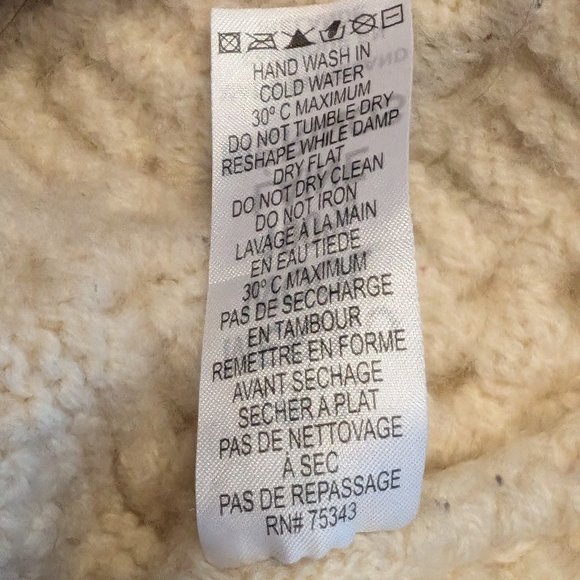 HAND WASH IN
COLD WATER
30° C MAXIMUM
DO NOT TUMBLE DRY
RESHAPE WHILE DAMP
DRY FLAT
DO NOT DRY CLEAN
DO NOT IRON
LAVAGE À LA MAIN
EN EAU TIEDE
30° C MAXIMUM
PAS DE SECCHARGE
EN TAMBOUR
REMETTRE EN FORME
AVANT SECHAGE
SECHER A PLAT
PAS DE NETTOVAGE
A SEC
PAS DE REPASSAGE
RN# 75343